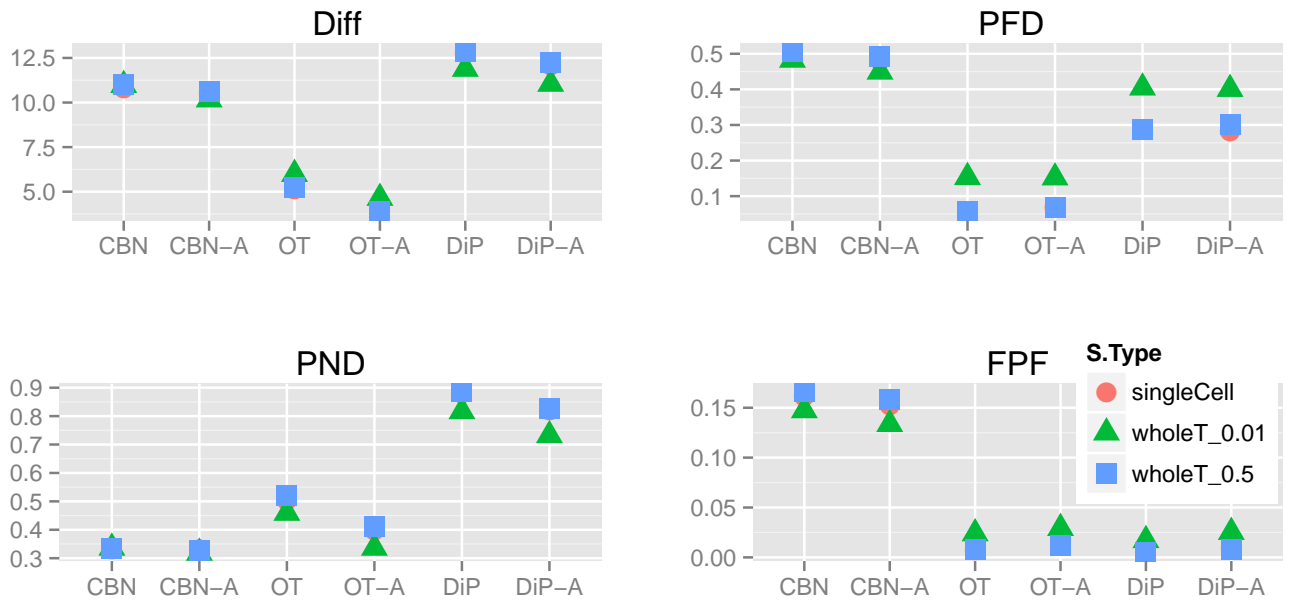 Diff
12.5
10.0
7.5
5.0
CBN CBN−A OT OT−A DiP DiP−A
PFD
0.5
0.4
0.3
0.2
0.1
CBN CBN−A OT OT−A DiP DiP−A
PND
0.9
0.8
0.7
0.6
0.5
0.4
0.3
CBN CBN−A OT OT−A DiP DiP−A
FPF
0.15
0.10
0.05
0.00
CBN CBN−A OT OT−A DiP DiP−A
S.Type
singleCell
wholeT_0.01
wholeT_0.5